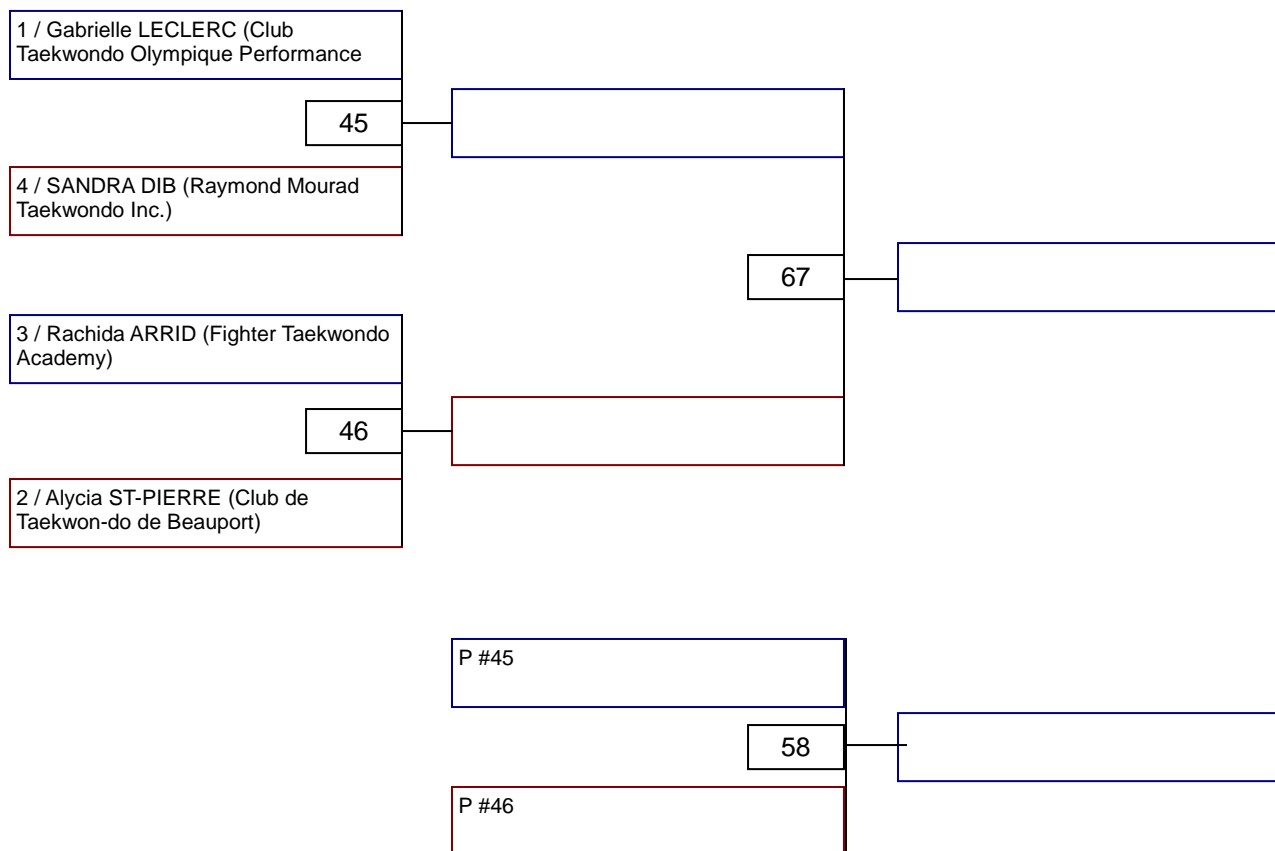 1 / Gabrielle LECLERC (Club
Taekwondo Olympique Performance
45
4 / SANDRA DIB (Raymond Mourad
Taekwondo Inc.)
67
3 / Rachida ARRID (Fighter Taekwondo
Academy)
46
2 / Alycia ST-PIERRE (Club de
Taekwon-do de Beauport)
P #45
58
P #46